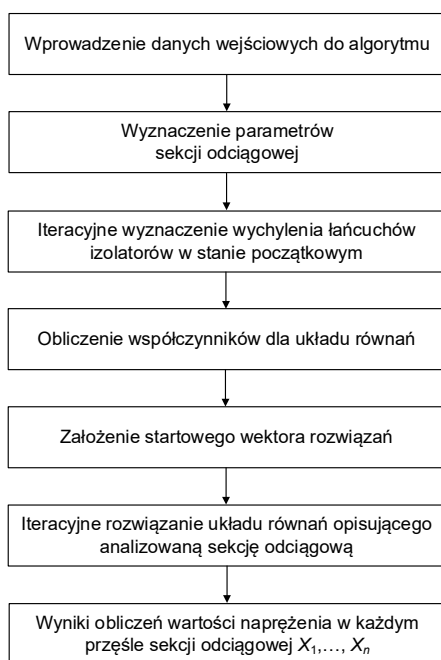 Wprowadzenie danych wejściowych do algorytmu
Wyznaczenie parametrów
sekcji odciągowej
Iteracyjne wyznaczenie wychylenia łańcuchów
izolatorów w stanie początkowym
Obliczenie współczynników dla układu równań
Założenie startowego wektora rozwiązań
Iteracyjne rozwiązanie układu równań opisującego
analizowaną sekcję odciągową
Wyniki obliczeń wartości naprężenia w każdym
przęśle sekcji odciągowej X₁,…, Xₙ